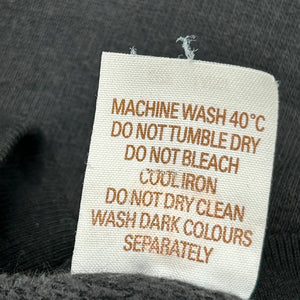 MACHINE WASH 40°C
DO NOT TUMBLE DRY
DO NOT BLEACH
COOL IRON
DO NOT DRY CLEAN
WASH DARK COLOURS
SEPARATELY